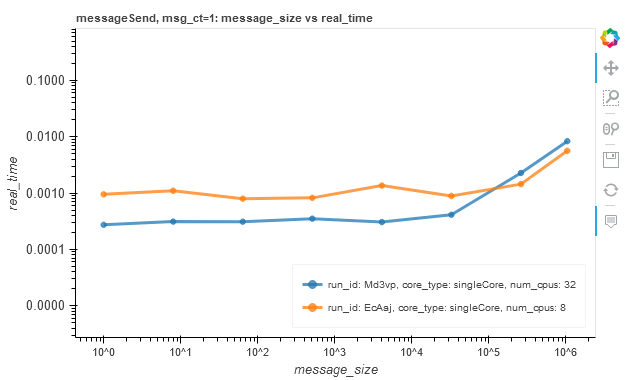 messageSend, msg_ct=1: message_size vs real_time
0.1000
0.0100
0.0010
0.0001
0.0000
real_time
run_id: Md3vp, core_type: singleCore, num_cpus: 32
run_id: EcAaj, core_type: singleCore, num_cpus: 8
10^0 10^1 10^2 10^3 10^4 10^5 10^6
message_size